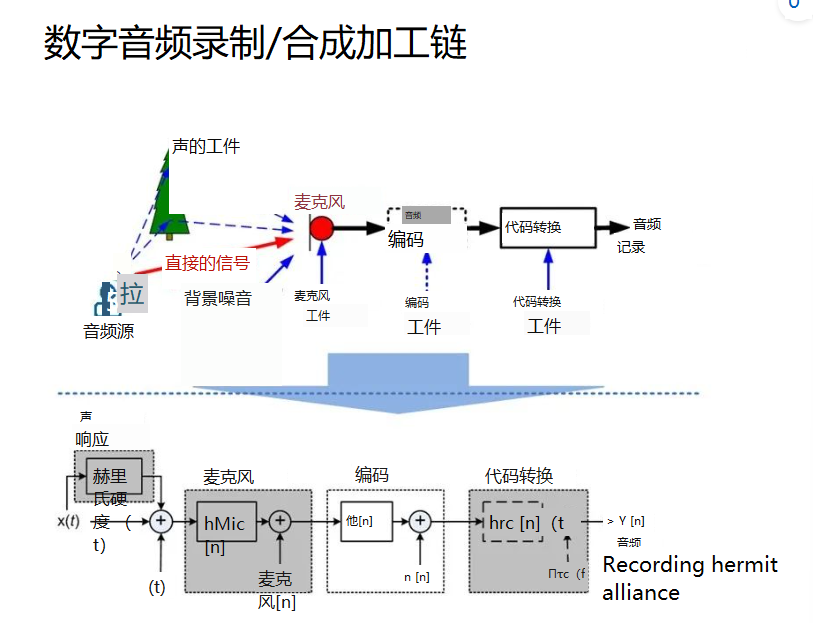 数字音频录制/合成加工链
声的工件
麦克风
音频
编码
代码转换
音频
记录
直接的信号
拉
背景噪音
音频源
麦克风
工件
编码
工件
代码转换
工件
声
响应
麦克风
编码
代码转换
赫里
氏硬
度（
t）
x(t)
hMic
[n]
他[n]
hrc [n]（t
> Y [n]
音频
(t)
麦克
风[n]
n [n]
Πτc（f
Recording hermit
alliance